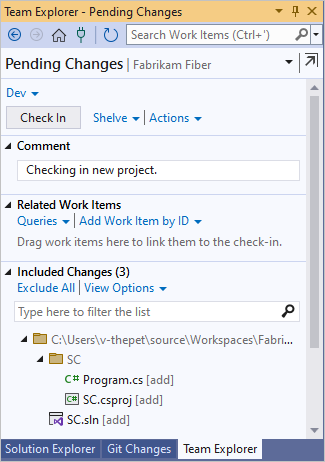 Team Explorer - Pending Changes
Search Work Items (Ctrl+')
Pending Changes | Fabrikam Fiber
Dev
Check In Shelve | Actions
Comment
Checking in new project.
Related Work Items
Queries | Add Work Item by ID
Drag work items here to link them to the check-in.
Included Changes (3)
Exclude All | View Options
Type here to filter the list
C:\Users\v-thepet\source\Workspaces\Fabri...
SC
C# Program.cs [add]
C# SC.csproj [add]
SC.sln [add]
Solution Explorer Git Changes Team Explorer